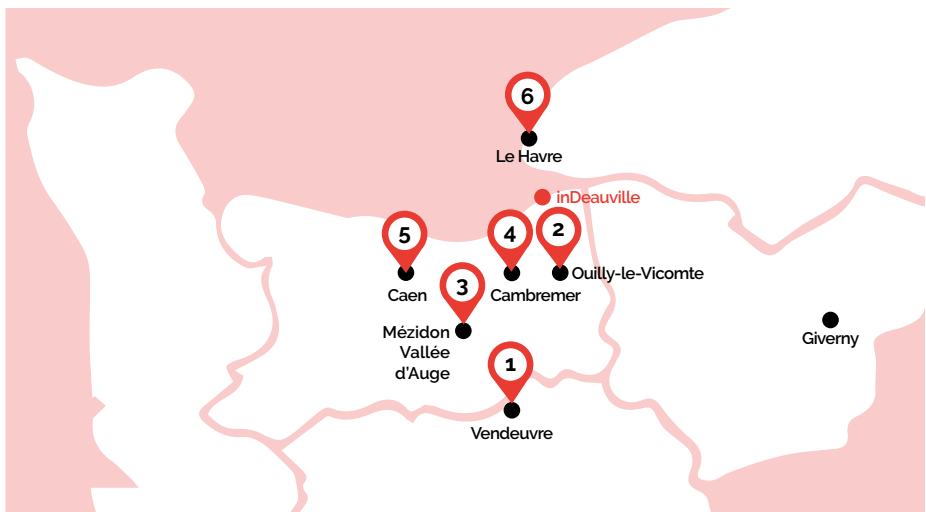 6
Le Havre
inDeauville
5
4
2
Caen
Cambremer
Ouilly-le-Vicomte
3
Mézidon
Vallée
d'Auge
Giverny
1
Vendeuvre